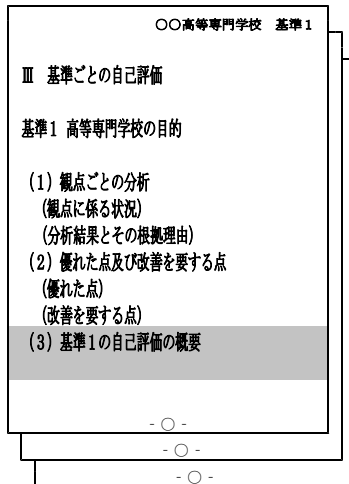 〇〇高等専門学校　基準１
Ⅲ　基準ごとの自己評価
基準１ 高等専門学校の目的
（１）観点ごとの分析
（観点に係る状況）
（分析結果とその根拠理由）
（２）優れた点及び改善を要する点
（優れた点）
（改善を要する点）
（３）基準１の自己評価の概要
- 〇 -
- 〇 -
- 〇 -